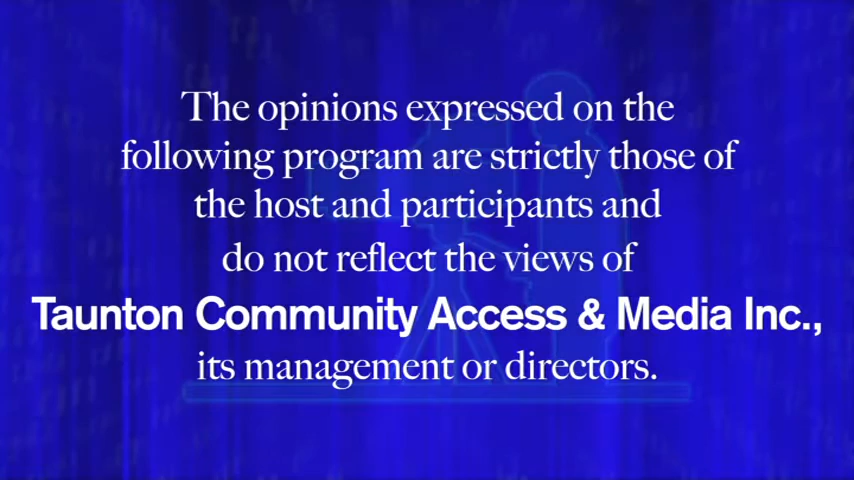 The opinions expressed on the
following program are strictly those of
the host and participants and
do not reflect the views of
Taunton Community Access & Media Inc.,
its management or directors.